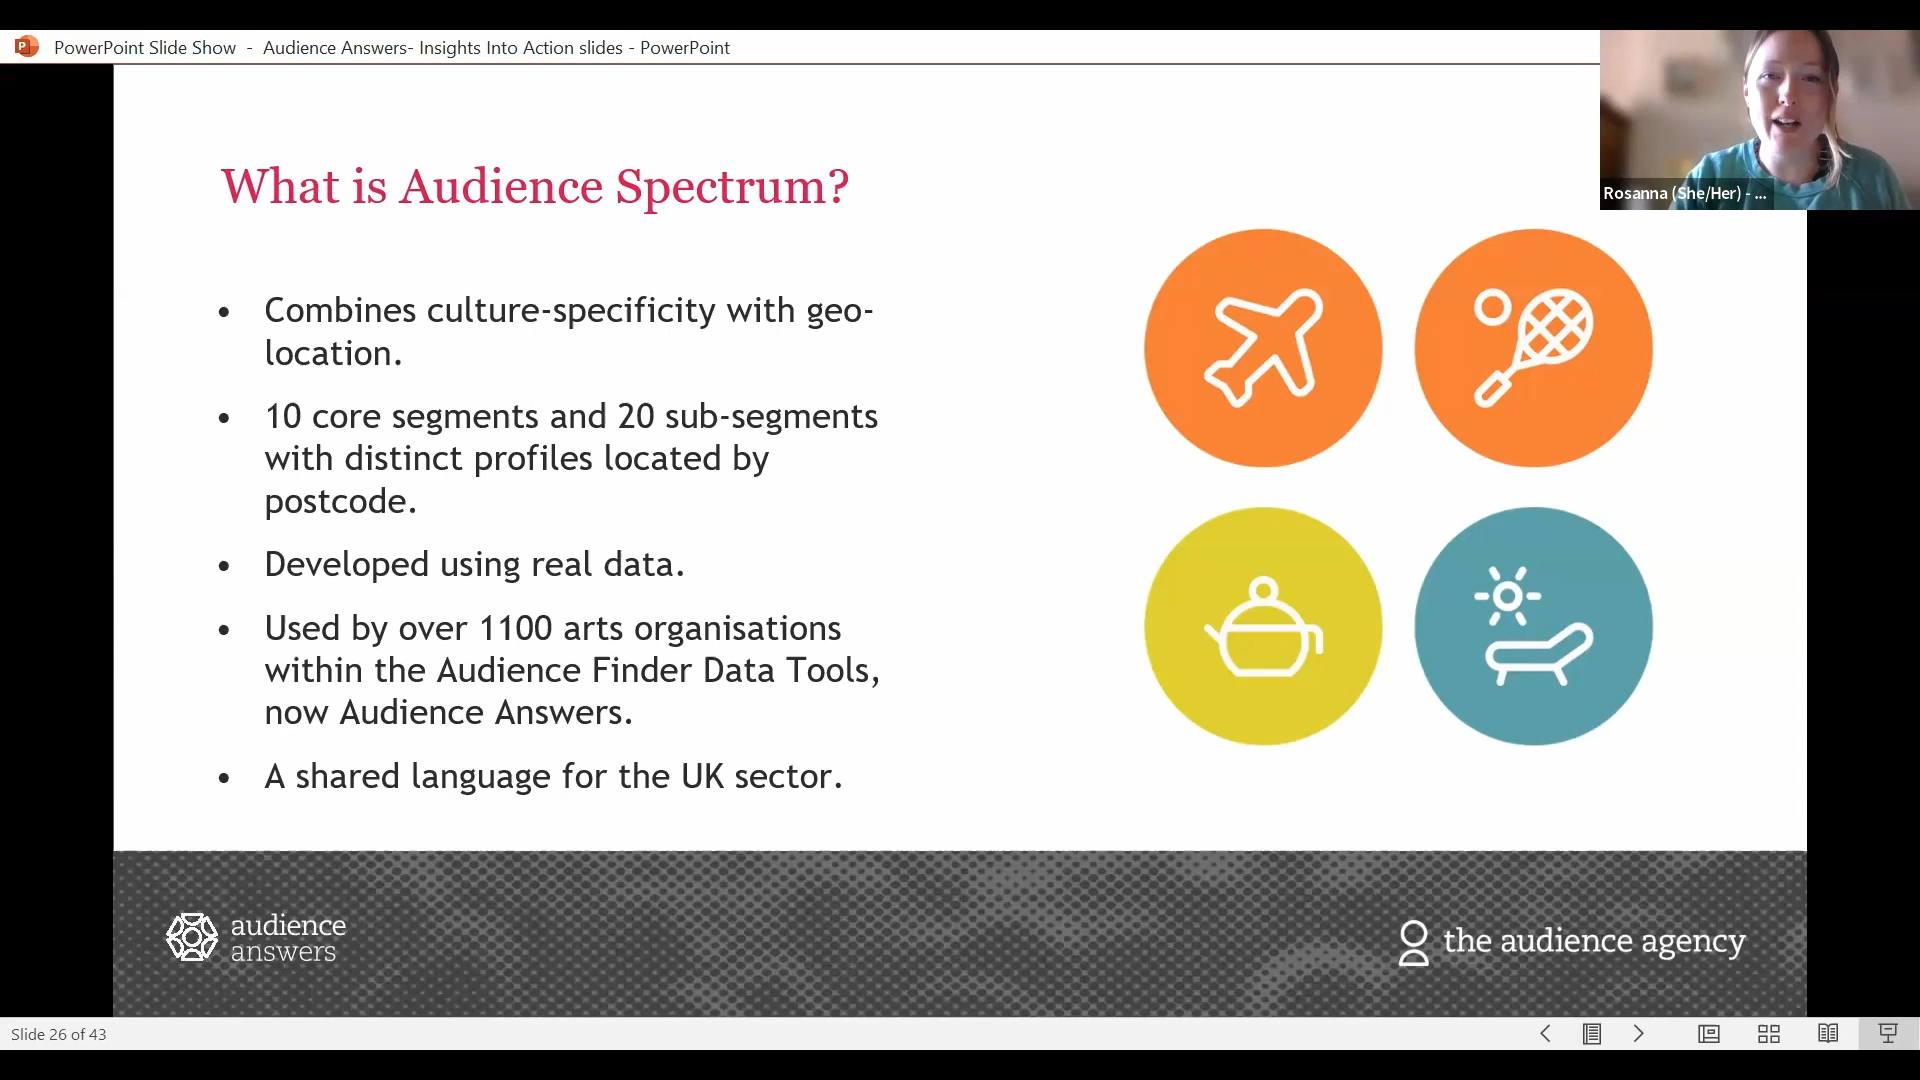 PowerPoint Slide Show - Audience Answers- Insights Into Action slides - PowerPoint
Rosanna (She/Her) - ...
What is Audience Spectrum?
• Combines culture-specificity with geo-
location.
• 10 core segments and 20 sub-segments
with distinct profiles located by
postcode.
• Developed using real data.
• Used by over 1100 arts organisations
within the Audience Finder Data Tools,
now Audience Answers.
• A shared language for the UK sector.
audience
answers
the audience agency
Slide 26 of 43